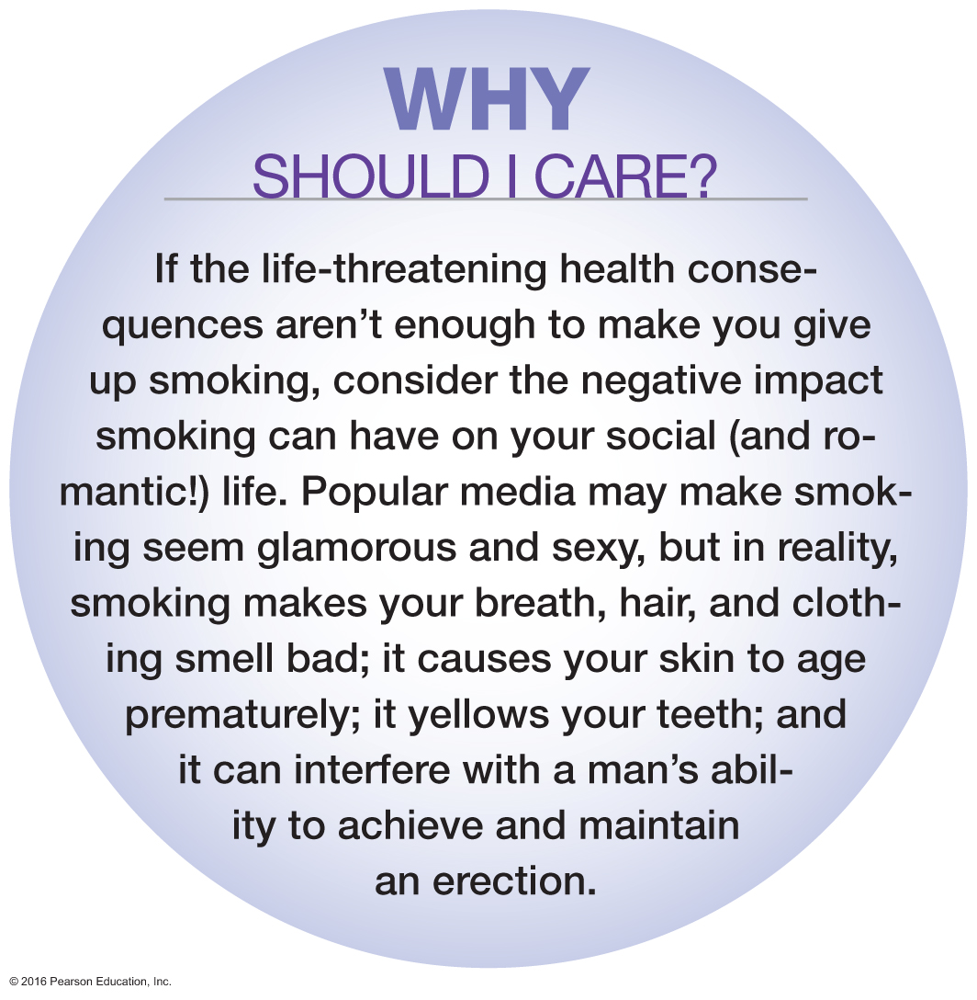 WHY
SHOULD I CARE?
If the life-threatening health conse-
quences aren’t enough to make you give
up smoking, consider the negative impact
smoking can have on your social (and ro-
mantic!) life. Popular media may make smok-
ing seem glamorous and sexy, but in reality,
smoking makes your breath, hair, and cloth-
ing smell bad; it causes your skin to age
prematurely; it yellows your teeth; and
it can interfere with a man’s abil-
ity to achieve and maintain
an erection.
© 2016 Pearson Education, Inc.